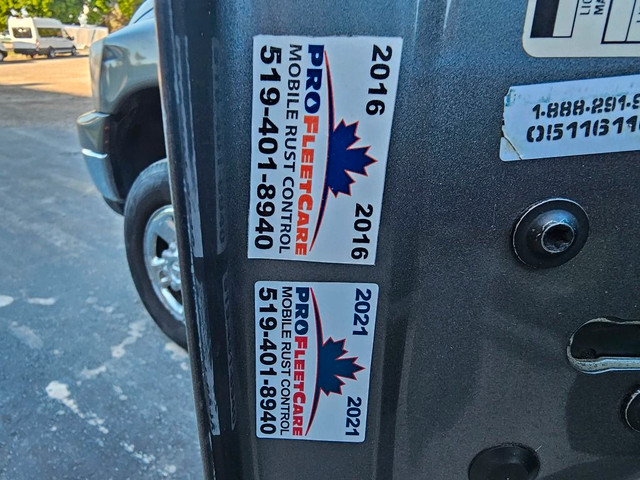 2016
PROFLEETCARE
MOBILE RUST CONTROL
519-401-8940
2016
2021
PROFLEETCARE
MOBILE RUST CONTROL
519-401-8940
2021
1-888-291-9
0511611